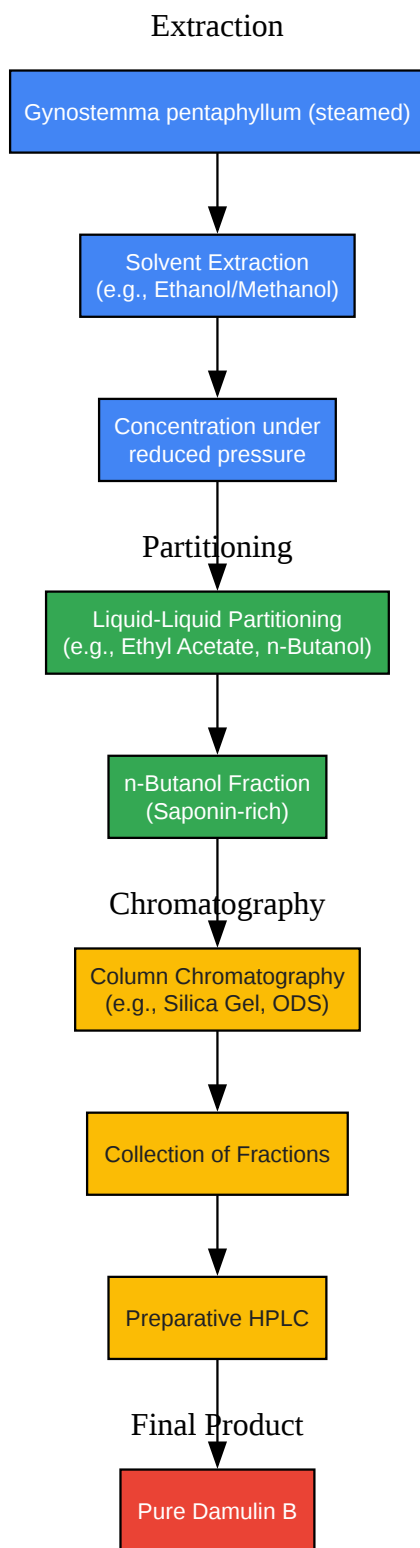 Extraction
Gynostemma pentaphyllum (steamed)
Solvent Extraction
(e.g., Ethanol/Methanol)
Concentration under
reduced pressure
Partitioning
Liquid-Liquid Partitioning
(e.g., Ethyl Acetate, n-Butanol)
n-Butanol Fraction
(Saponin-rich)
Chromatography
Column Chromatography
(e.g., Silica Gel, ODS)
Collection of Fractions
Preparative HPLC
Final Product
Pure Damulin B